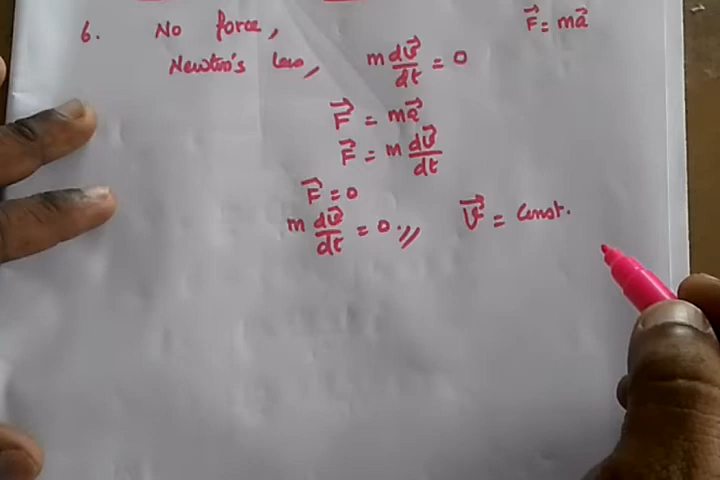 6. No force, F⃗ = ma⃗
Newton's law, m dv⃗/dt = 0
F⃗ = ma⃗
F⃗ = m dv⃗/dt
F⃗ = 0
m dv⃗/dt = 0 // v⃗ = const.